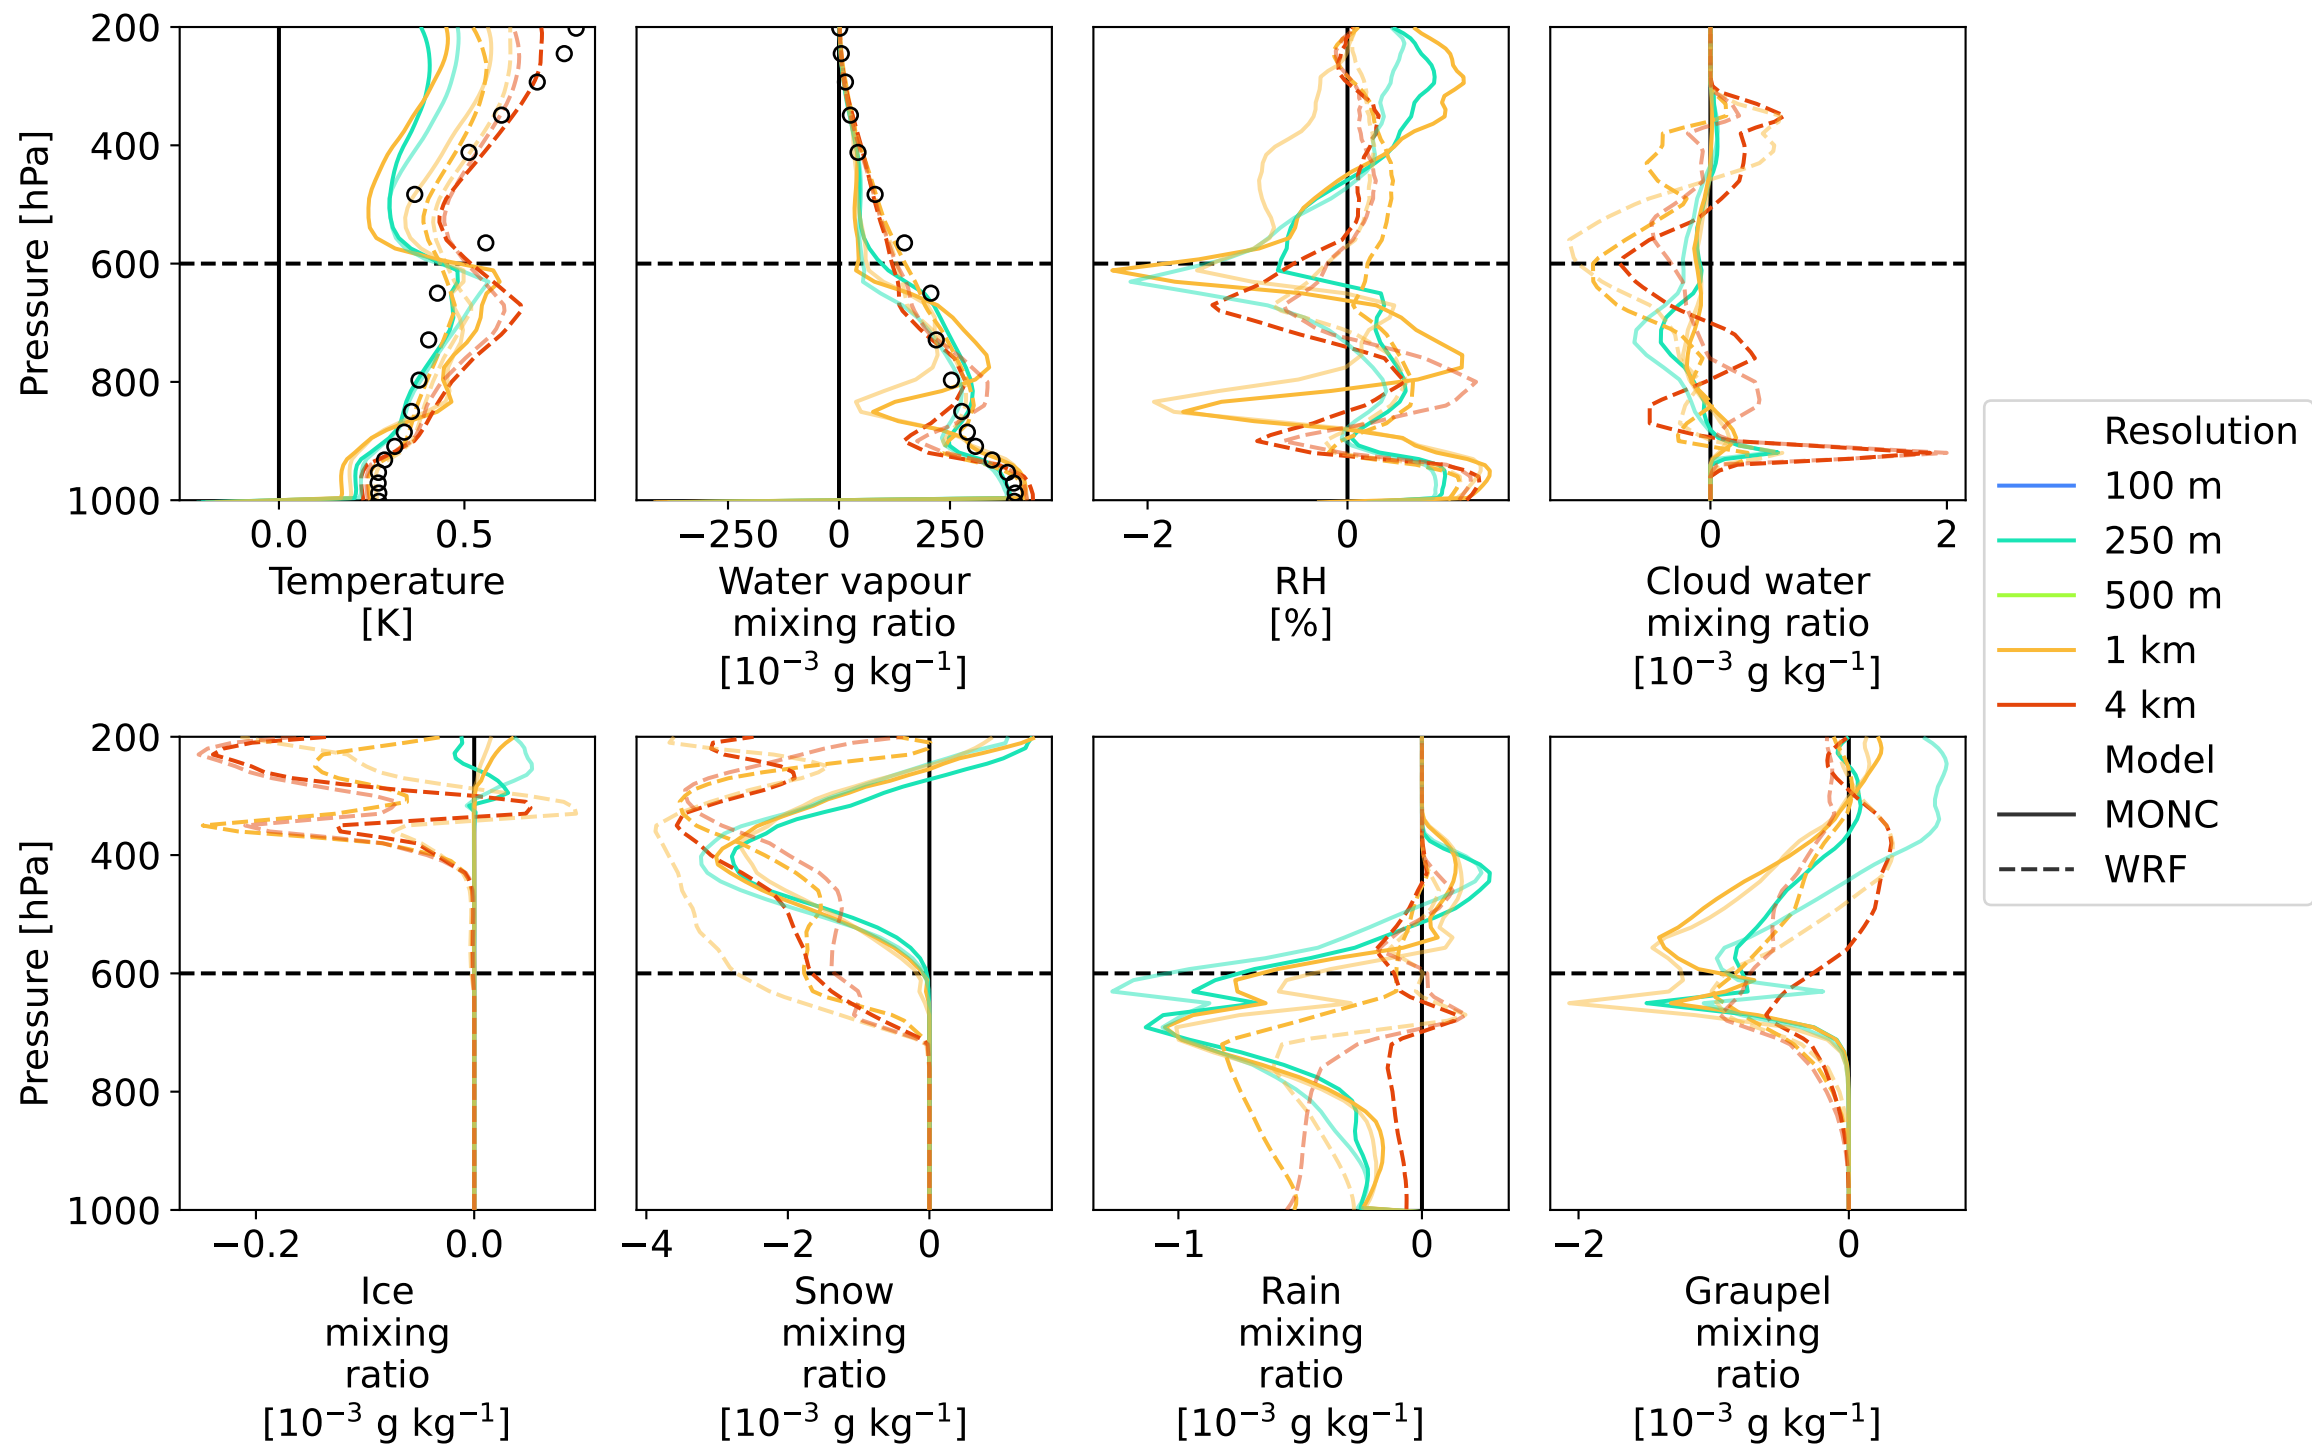 200
400
600
800
1000
Pressure [hPa]
0.0 0.5
Temperature
[K]
−250 0 250
Water vapour
mixing ratio
[10⁻³ g kg⁻¹]
−2 0
RH
[%]
0 2
Cloud water
mixing ratio
[10⁻³ g kg⁻¹]
Resolution
100 m
250 m
500 m
1 km
4 km
Model
MONC
WRF
200
400
600
800
1000
Pressure [hPa]
−0.2 0.0
Ice
mixing
ratio
[10⁻³ g kg⁻¹]
−4 −2 0
Snow
mixing
ratio
[10⁻³ g kg⁻¹]
−1 0
Rain
mixing
ratio
[10⁻³ g kg⁻¹]
−2 0
Graupel
mixing
ratio
[10⁻³ g kg⁻¹]